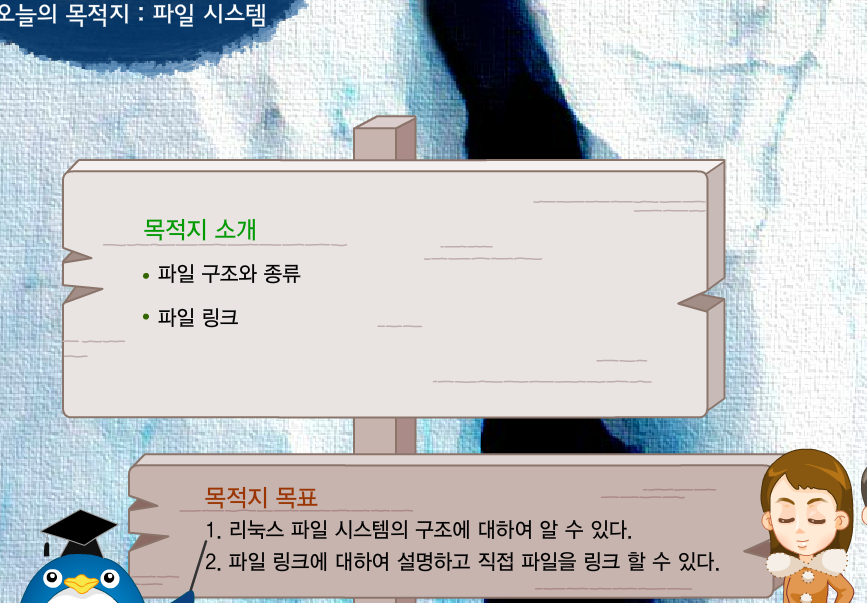 오늘의 목적지 : 파일 시스템
목적지 소개
• 파일 구조와 종류
• 파일 링크
목적지 목표
1. 리눅스 파일 시스템의 구조에 대하여 알 수 있다.
2. 파일 링크에 대하여 설명하고 직접 파일을 링크 할 수 있다.